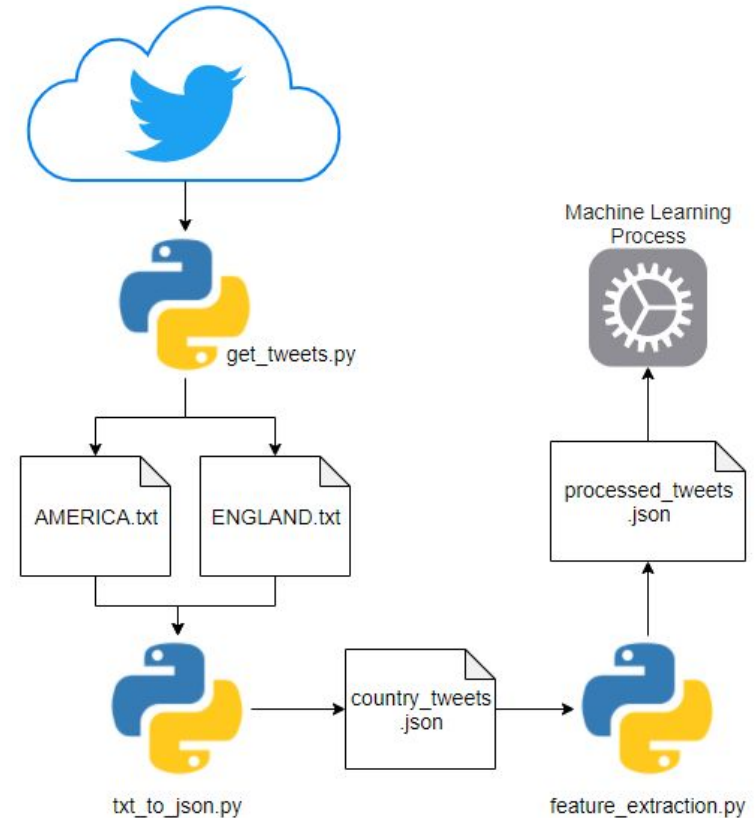 get_tweets.py
AMERICA.txt
ENGLAND.txt
txt_to_json.py
country_tweets
.json
feature_extraction.py
processed_tweets
.json
Machine Learning
Process